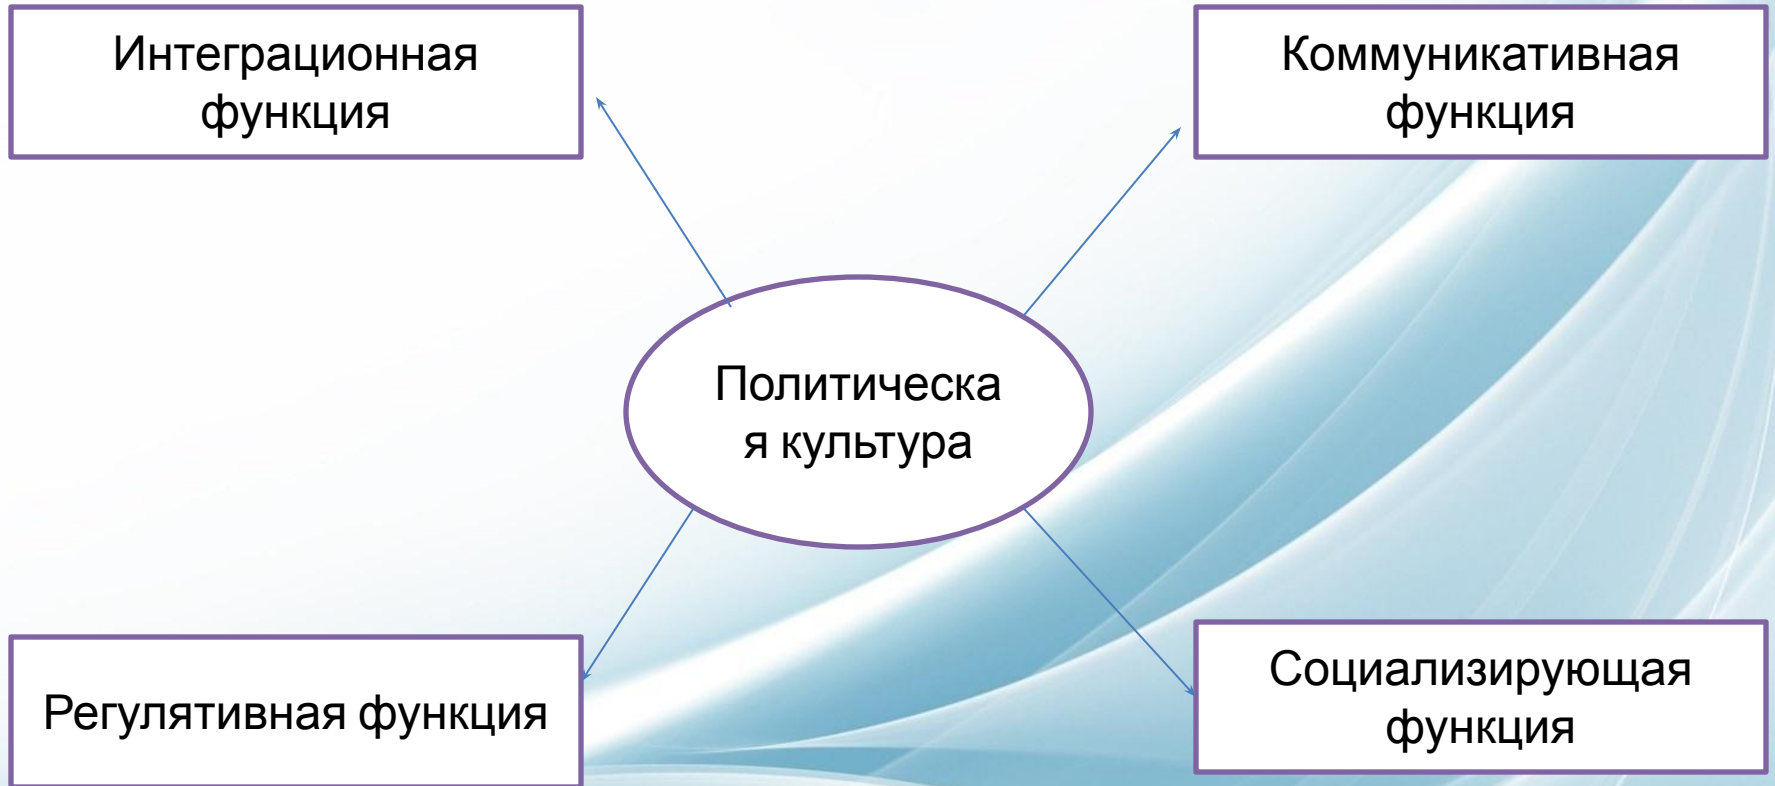 Интеграционная
функция
Коммуникативная
функция
Политическа
я культура
Регулятивная функция
Социализирующая
функция